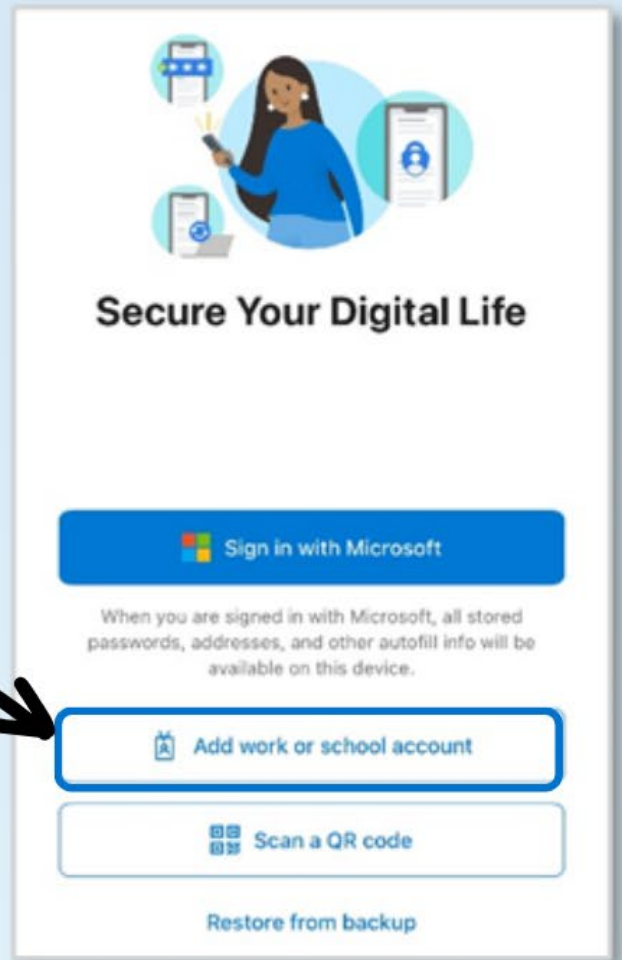 Secure Your Digital Life
Sign in with Microsoft
When you are signed in with Microsoft, all stored
passwords, addresses, and other autofill info will be
available on this device.
Add work or school account
Scan a QR code
Restore from backup